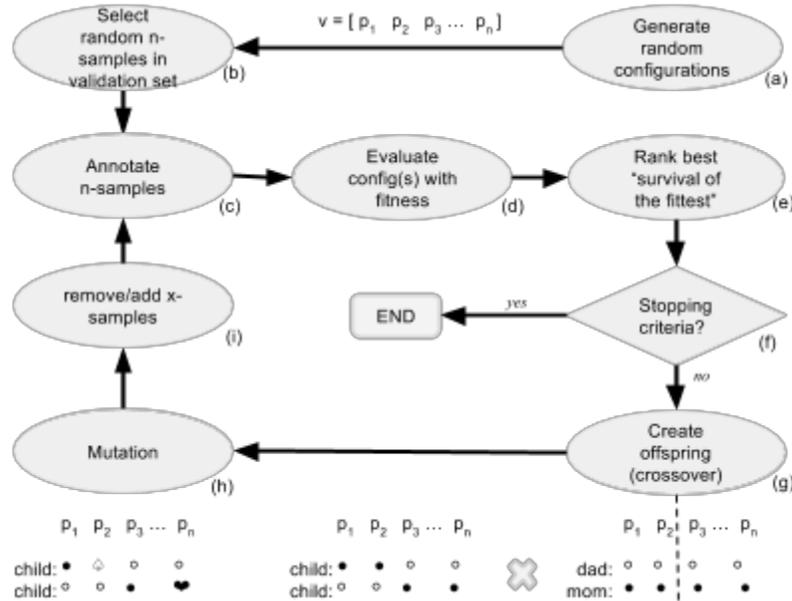 Select
random n-
samples in
validation set
(b)
v = [ p1 p2 p3 ... pn ]
Generate
random
configurations
(a)
Annotate
n-samples
(c)
Evaluate
config(s) with
fitness
(d)
Rank best
"survival of
the fittest"
(e)
remove/add x-
samples
(i)
END
yes
Stopping
criteria?
(f)
no
Mutation
(h)
Create
offspring
(crossover)
(g)
p1 p2 p3 ... pn
child:
child:
p1 p2 p3 ... pn
child:
child:
p1 p2 p3 ... pn
dad:
mom: